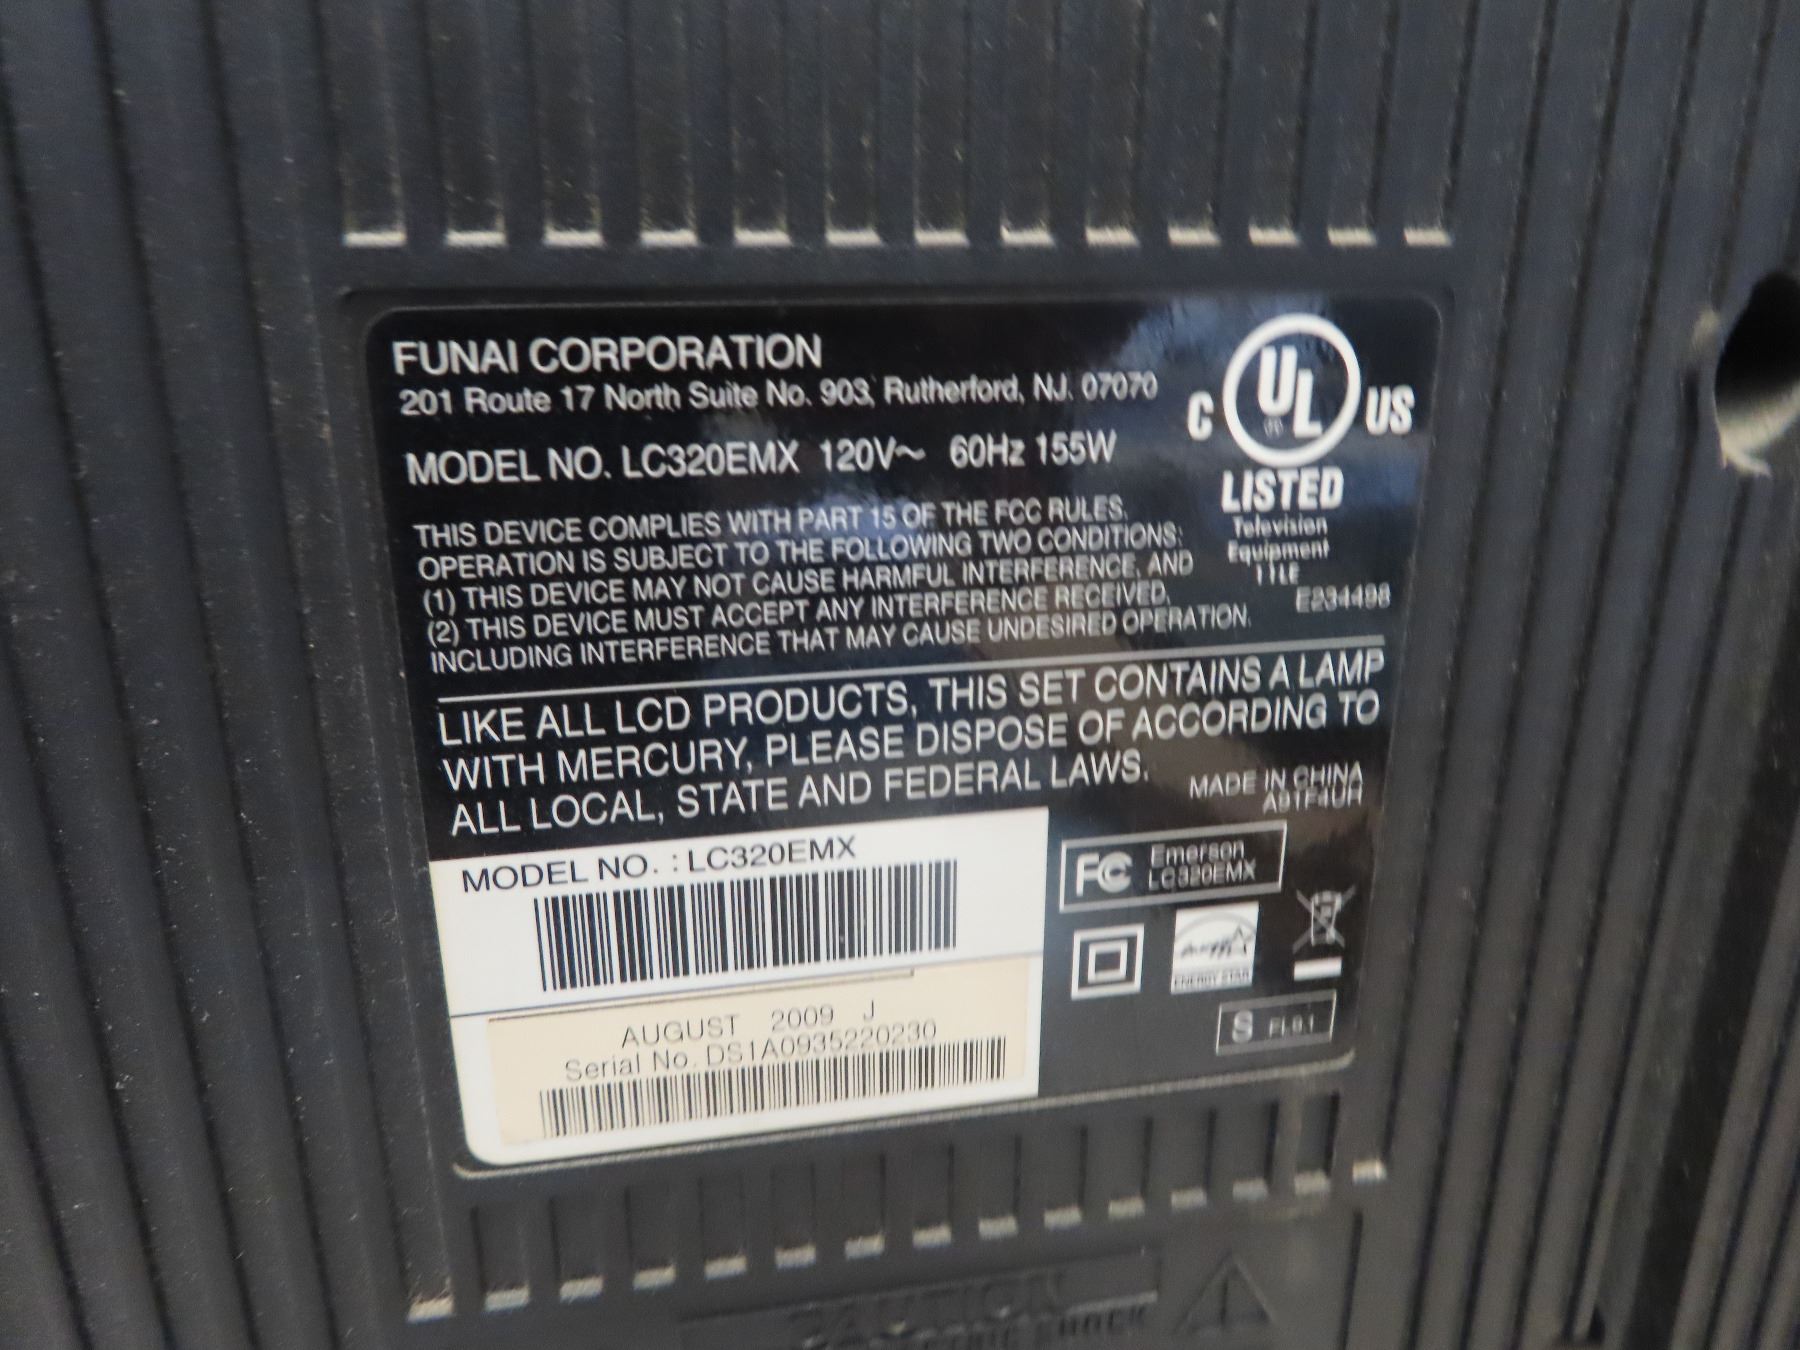 FUNAI CORPORATION
201 Route 17 North Suite No. 903, Rutherford, NJ. 07070
MODEL NO. LC320EMX 120V~ 60Hz 155W
C UL US
LISTED
Television
Equipment
11LE
E234498
THIS DEVICE COMPLIES WITH PART 15 OF THE FCC RULES.
OPERATION IS SUBJECT TO THE FOLLOWING TWO CONDITIONS:
(1) THIS DEVICE MAY NOT CAUSE HARMFUL INTERFERENCE, AND
(2) THIS DEVICE MUST ACCEPT ANY INTERFERENCE RECEIVED,
INCLUDING INTERFERENCE THAT MAY CAUSE UNDESIRED OPERATION.
LIKE ALL LCD PRODUCTS, THIS SET CONTAINS A LAMP
WITH MERCURY, PLEASE DISPOSE OF ACCORDING TO
ALL LOCAL, STATE AND FEDERAL LAWS.
MADE IN CHINA
A91F4UH
MODEL NO. : LC320EMX
FC Emerson
LC320EMX
ENERGY STAR
AUGUST 2009 J
Serial No. DS1A0935220230
S
CAUTION
SHOCK